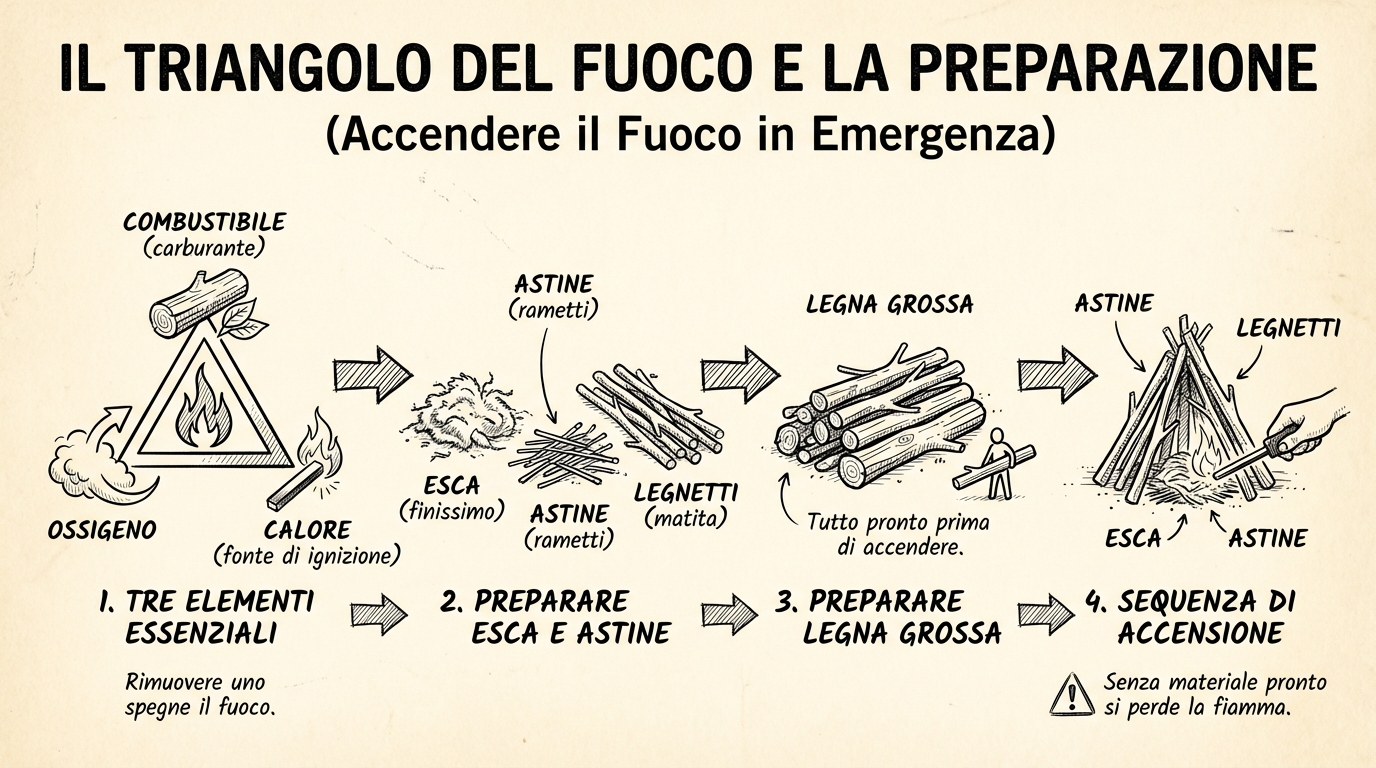 IL TRIANGOLO DEL FUOCO E LA PREPARAZIONE
(Accendere il Fuoco in Emergenza)
COMBUSTIBILE
(carburante)
OSSIGENO
CALORE
(fonte di ignizione)
ASTINE
(rametti)
ESCA
(finissimo)
ASTINE
(rametti)
LEGNETTI
(matita)
LEGNA GROSSA
Tutto pronto prima
di accendere.
ASTINE
LEGNETTI
ESCA
ASTINE
1. TRE ELEMENTI
ESSENZIALI
Rimuovere uno
spegne il fuoco.
2. PREPARARE
ESCA E ASTINE
3. PREPARARE
LEGNA GROSSA
4. SEQUENZA DI
ACCENSIONE
Senza materiale pronto
si perde la fiamma.